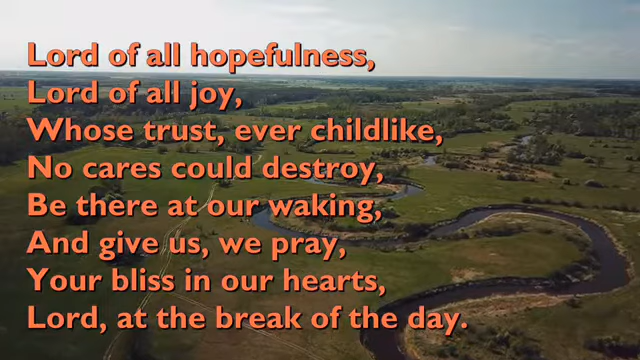 Lord of all hopefulness,
Lord of all joy,
Whose trust, ever childlike,
No cares could destroy,
Be there at our waking,
And give us, we pray,
Your bliss in our hearts,
Lord, at the break of the day.